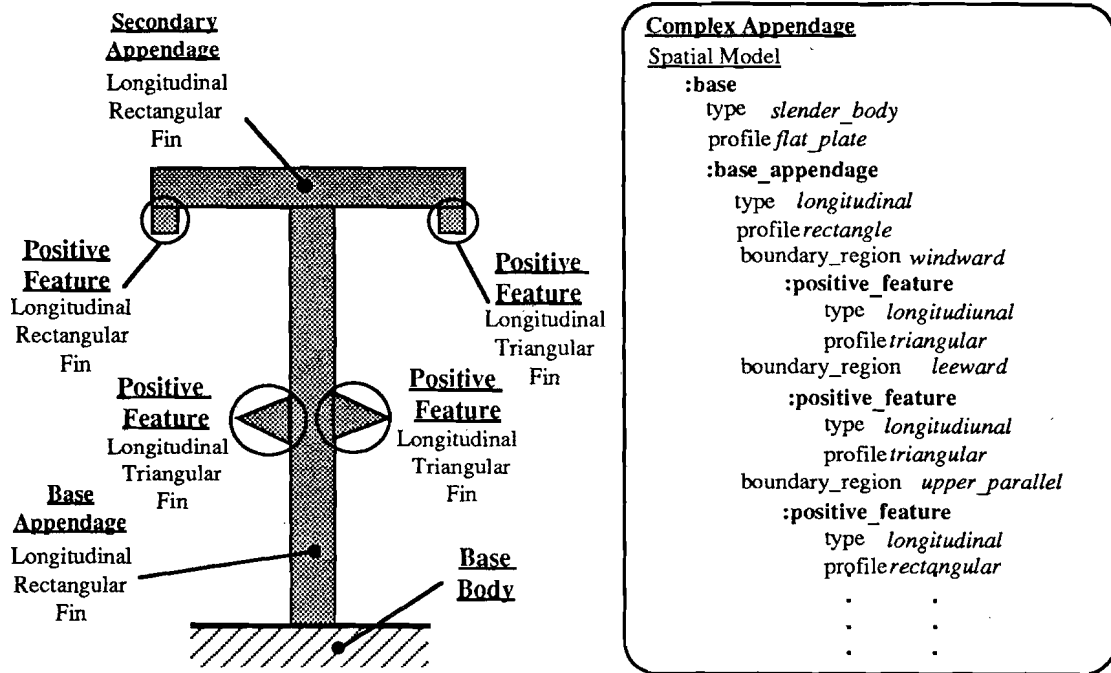 Secondary
Appendage
Longitudinal
Rectangular
Fin
Positive
Feature
Longitudinal
Rectangular
Fin
Positive
Feature
Longitudinal
Triangular
Fin
Positive
Feature
Longitudinal
Triangular
Fin
Positive
Feature
Longitudinal
Triangular
Fin
Base
Appendage
Longitudinal
Rectangular
Fin
Base
Body
Complex Appendage
Spatial Model
:base
type slender_body
profile flat_plate
:base_appendage
type longitudinal
profile rectangle
boundary_region windward
:positive_feature
type longitudiunal
profile triangular
boundary_region leeward
:positive_feature
type longitudiunal
profile triangular
boundary_region upper_parallel
:positive_feature
type longitudinal
profile rectangular